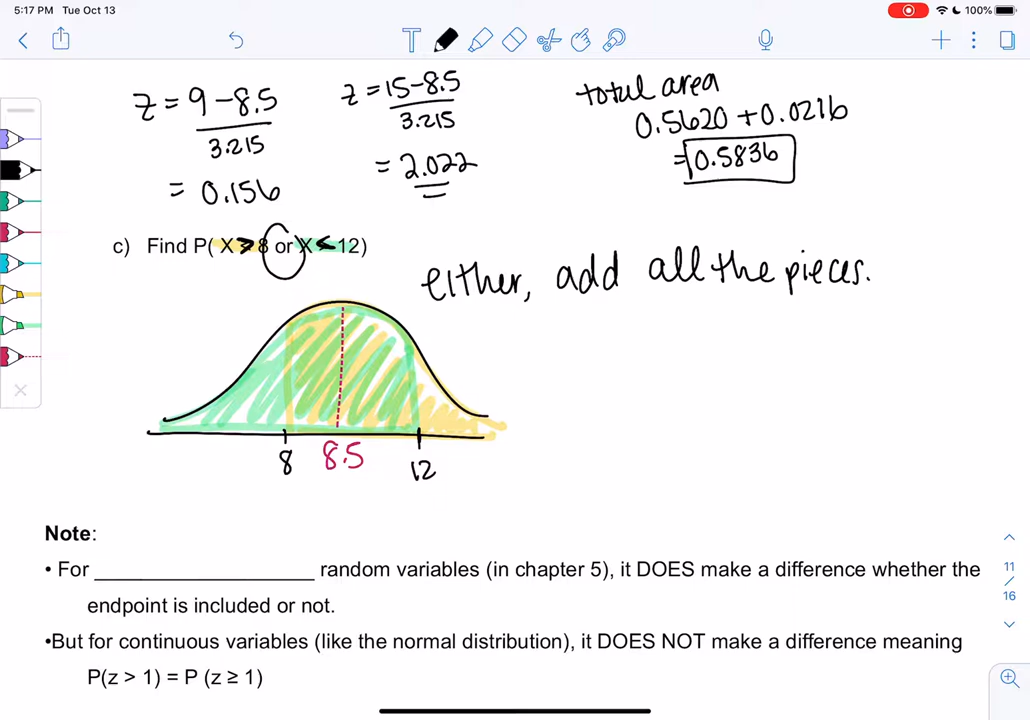 5:17 PM Tue Oct 13
100%
T
z = 9 - 8.5
3.215
= 0.156
z = 15 - 8.5
3.215
= 2.022
total area
0.5620 + 0.0216
= 0.5836
c) Find P( X > 8 or X < 12)
either, add all the pieces.
8 8.5 12
Note:
• For ____________________ random variables (in chapter 5), it DOES make a difference whether the
endpoint is included or not.
•But for continuous variables (like the normal distribution), it DOES NOT make a difference meaning
P(z > 1) = P (z ≥ 1)
11
/
16